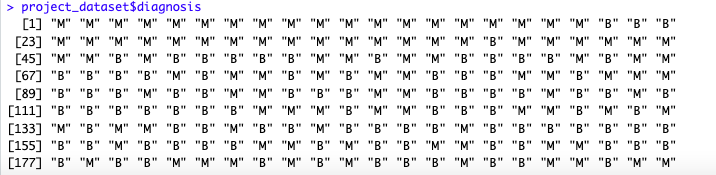 > project_dataset$diagnosis
[1] "M" "M" "M" "M" "M" "M" "M" "M" "M" "M" "M" "M" "M" "M" "M" "M" "M" "M" "M" "B" "B" "B"
[23] "M" "M" "M" "M" "M" "M" "M" "M" "M" "M" "M" "M" "M" "M" "M" "B" "M" "M" "M" "M" "M" "M"
[45] "M" "M" "B" "M" "B" "B" "B" "B" "B" "M" "M" "B" "M" "M" "B" "B" "B" "B" "M" "B" "M" "M"
[67] "B" "B" "B" "B" "M" "B" "M" "M" "B" "M" "B" "M" "M" "B" "B" "B" "M" "M" "B" "M" "M" "M"
[89] "B" "B" "B" "M" "B" "B" "M" "M" "B" "B" "B" "M" "M" "B" "B" "B" "B" "M" "B" "B" "M" "B"
[111] "B" "B" "B" "B" "B" "B" "B" "M" "M" "M" "B" "M" "M" "B" "B" "B" "M" "M" "B" "M" "B" "M"
[133] "M" "B" "M" "M" "B" "B" "M" "B" "B" "M" "B" "B" "B" "B" "M" "B" "B" "B" "B" "B" "B" "B"
[155] "B" "B" "M" "B" "B" "B" "B" "M" "M" "B" "M" "B" "B" "M" "M" "B" "B" "M" "M" "B" "B" "B"
[177] "B" "M" "B" "B" "M" "M" "M" "B" "M" "B" "M" "B" "B" "B" "M" "B" "B" "M" "M" "B" "M" "M"